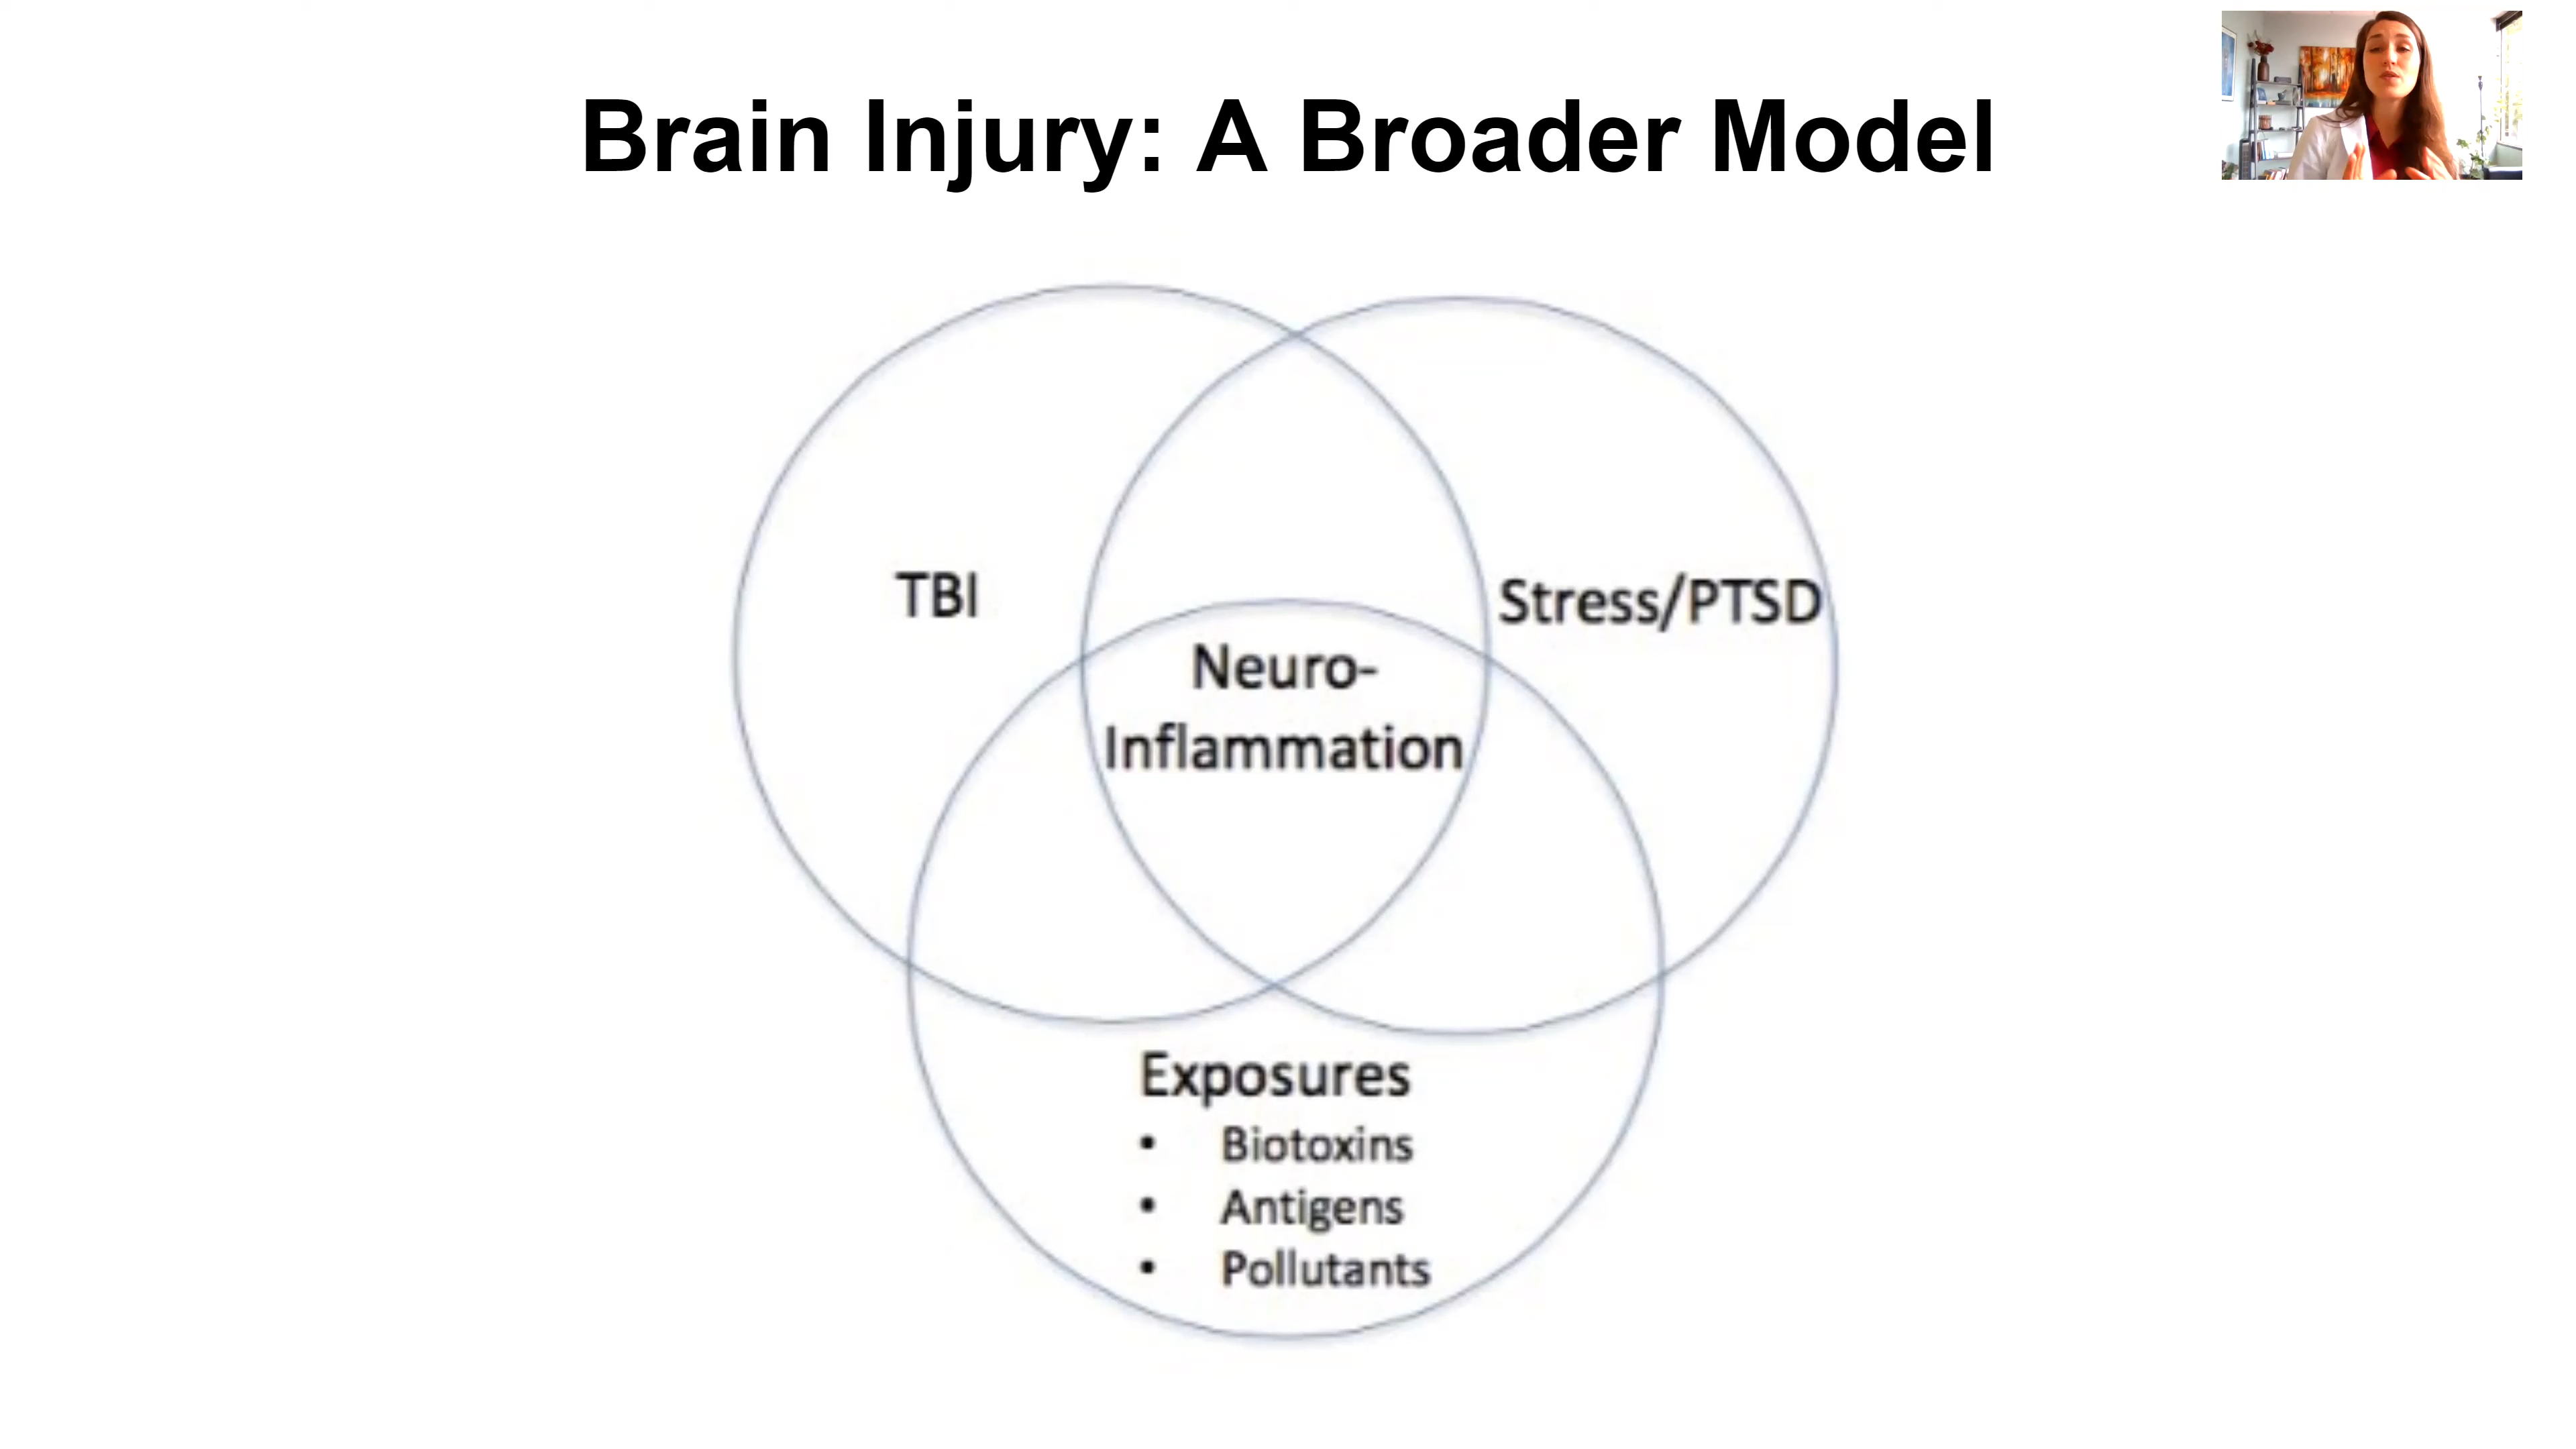 Brain Injury: A Broader Model
TBI
Stress/PTSD
Neuro-
Inflammation
Exposures
• Biotoxins
• Antigens
• Pollutants